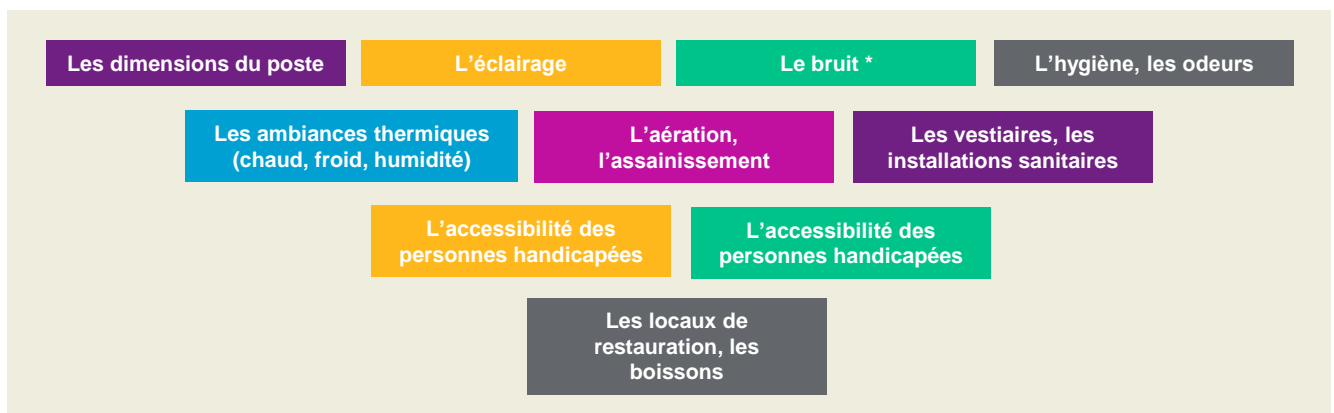 Les dimensions du poste
L'éclairage
Le bruit *
L'hygiène, les odeurs
Les ambiances thermiques
(chaud, froid, humidité)
L'aération,
l'assainissement
Les vestiaires, les
installations sanitaires
L'accessibilité des
personnes handicapées
L'accessibilité des
personnes handicapées
Les locaux de
restauration, les
boissons